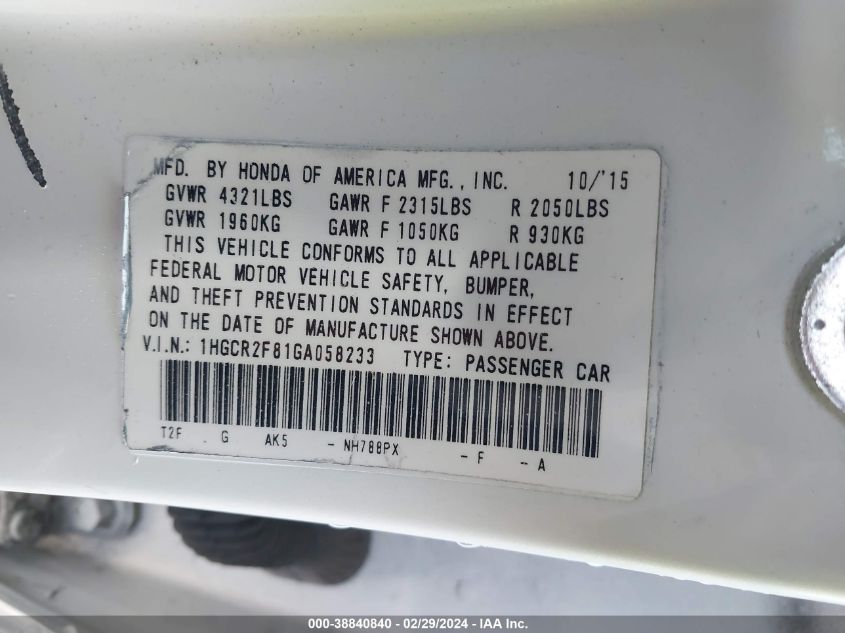 MFD. BY HONDA OF AMERICA MFG., INC. 10/'15
GVWR 4321LBS GAWR F 2315LBS R 2050LBS
GVWR 1960KG GAWR F 1050KG R 930KG
THIS VEHICLE CONFORMS TO ALL APPLICABLE
FEDERAL MOTOR VEHICLE SAFETY, BUMPER,
AND THEFT PREVENTION STANDARDS IN EFFECT
ON THE DATE OF MANUFACTURE SHOWN ABOVE.
V.I.N.: 1HGCR2F81GA058233 TYPE: PASSENGER CAR
T2F . G AK5 - NH788PX - F - A
000-38840840 - 02/29/2024 - IAA Inc.